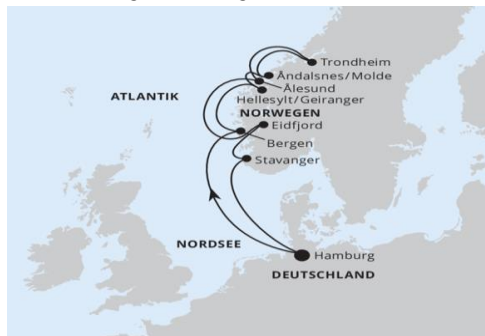 Trondheim
Åndalsnes/Molde
Ålesund
ATLANTIK
Hellesylt/Geiranger
NORWEGEN
Eidfjord
Bergen
Stavanger
NORDSEE
Hamburg
DEUTSCHLAND